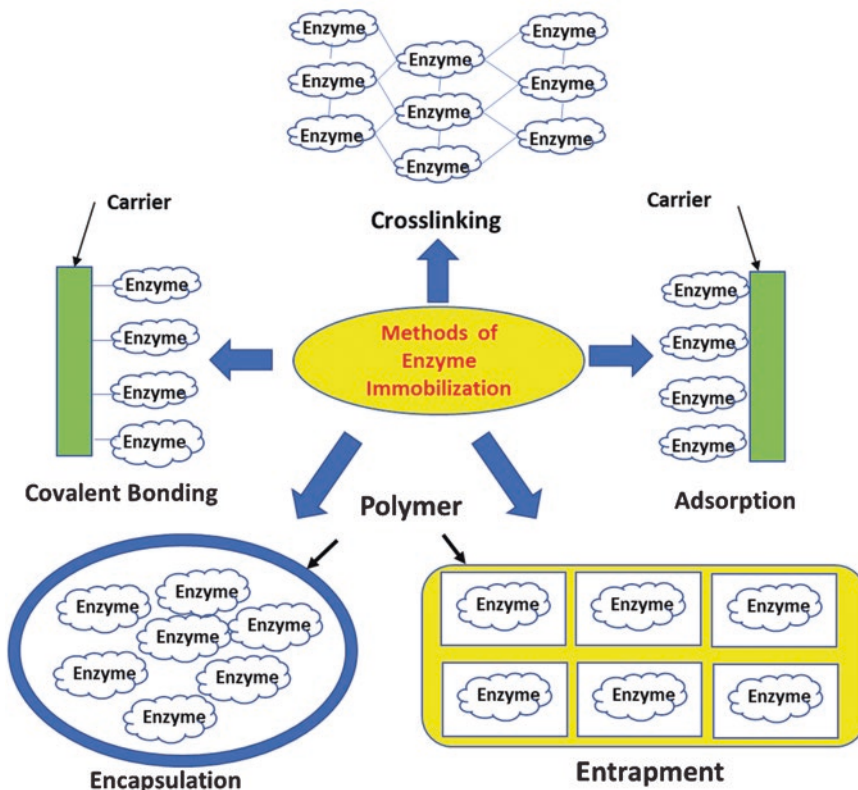 Enzyme
Enzyme
Enzyme
Enzyme
Enzyme
Enzyme
Enzyme
Enzyme
Enzyme
Crosslinking
Carrier
Enzyme
Enzyme
Enzyme
Enzyme
Covalent Bonding
Methods of
Enzyme
Immobilization
Carrier
Enzyme
Enzyme
Enzyme
Enzyme
Adsorption
Polymer
Enzyme
Enzyme
Enzyme
Enzyme
Enzyme
Enzyme
Enzyme
Encapsulation
Enzyme
Enzyme
Enzyme
Enzyme
Enzyme
Enzyme
Entrapment